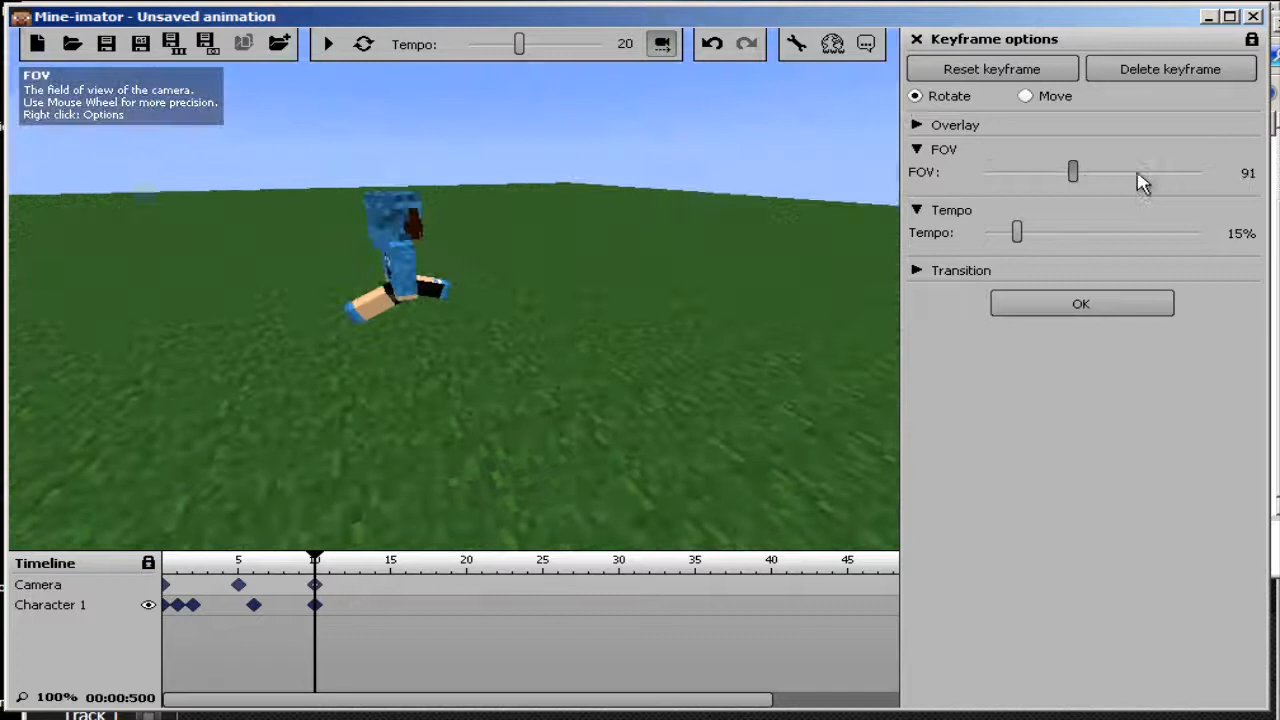 Mine-imator - Unsaved animation
Tempo: 20
FOV
The field of view of the camera.
Use Mouse Wheel for more precision.
Right click: Options
Keyframe options
Reset keyframe Delete keyframe
Rotate Move
Overlay
FOV
FOV: 91
Tempo
Tempo: 15%
Transition
OK
Timeline
5 10 15 20 25 30 35 40 45
Camera
Character 1
100% 00:00:500
Track